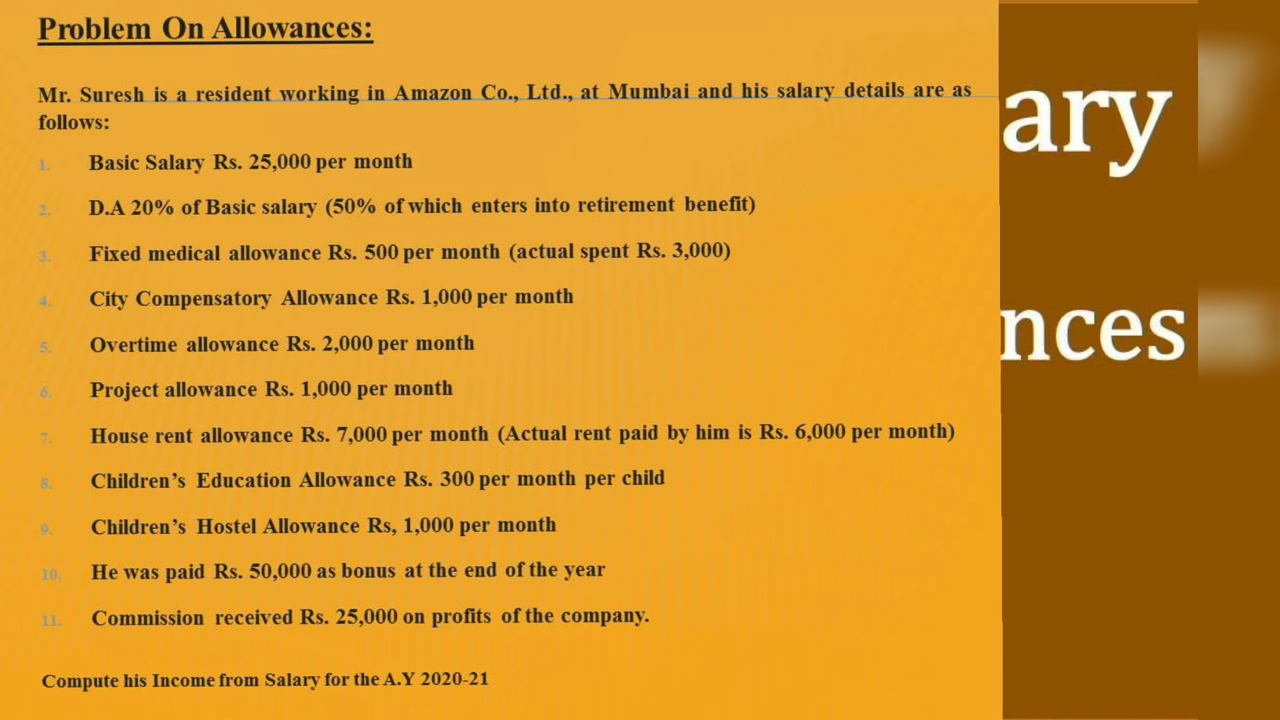 Problem On Allowances:
Mr. Suresh is a resident working in Amazon Co., Ltd., at Mumbai and his salary details are as
follows:
1. Basic Salary Rs. 25,000 per month
2. D.A 20% of Basic salary (50% of which enters into retirement benefit)
3. Fixed medical allowance Rs. 500 per month (actual spent Rs. 3,000)
4. City Compensatory Allowance Rs. 1,000 per month
5. Overtime allowance Rs. 2,000 per month
6. Project allowance Rs. 1,000 per month
7. House rent allowance Rs. 7,000 per month (Actual rent paid by him is Rs. 6,000 per month)
8. Children's Education Allowance Rs. 300 per month per child
9. Children's Hostel Allowance Rs, 1,000 per month
10. He was paid Rs. 50,000 as bonus at the end of the year
11. Commission received Rs. 25,000 on profits of the company.
Compute his Income from Salary for the A.Y 2020-21
ary
nces